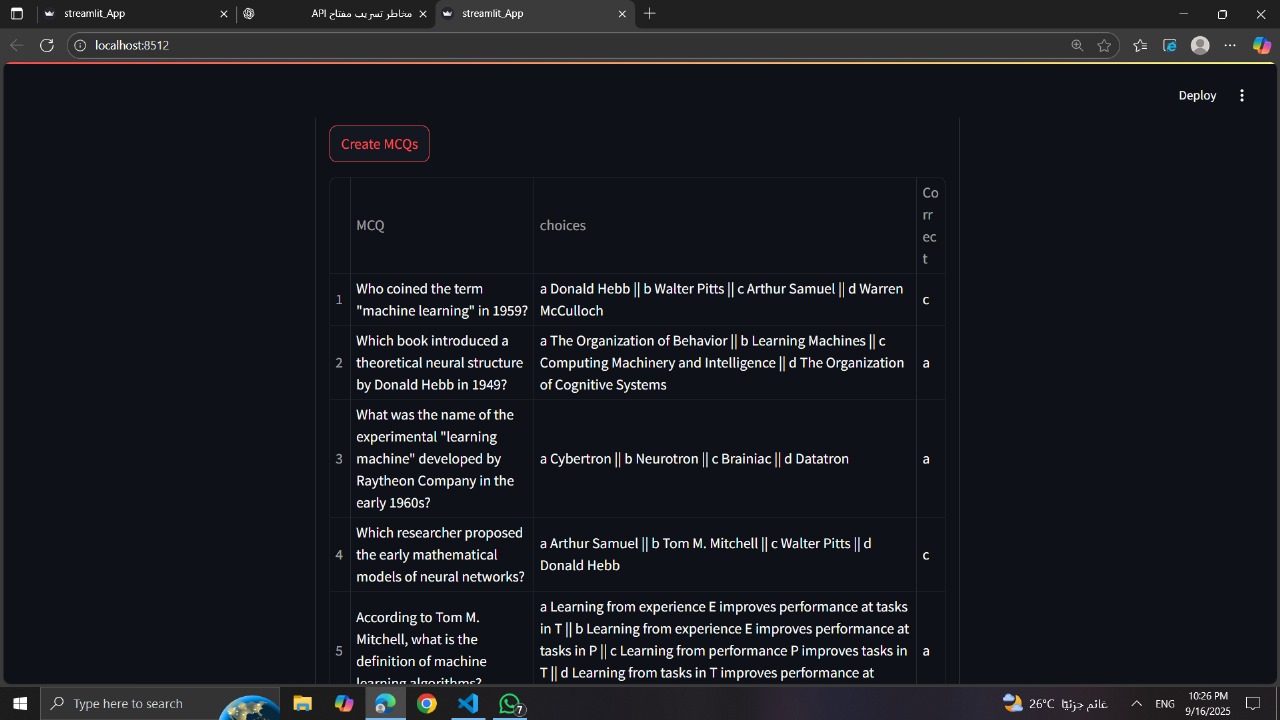 streamlit_App
مخاطر تسريب مفتاح API
streamlit_App
localhost:8512
Deploy
Create MCQs
MCQ
choices
Co
rr
ec
t
1
Who coined the term
"machine learning" in 1959?
a Donald Hebb || b Walter Pitts || c Arthur Samuel || d Warren
McCulloch
c
2
Which book introduced a
theoretical neural structure
by Donald Hebb in 1949?
a The Organization of Behavior || b Learning Machines || c
Computing Machinery and Intelligence || d The Organization
of Cognitive Systems
a
3
What was the name of the
experimental "learning
machine" developed by
Raytheon Company in the
early 1960s?
a Cybertron || b Neurotron || c Brainiac || d Datatron
a
4
Which researcher proposed
the early mathematical
models of neural networks?
a Arthur Samuel || b Tom M. Mitchell || c Walter Pitts || d
Donald Hebb
c
5
According to Tom M.
Mitchell, what is the
definition of machine
learning algorithms?
a Learning from experience E improves performance at tasks
in T || b Learning from experience E improves performance at
tasks in P || c Learning from performance P improves tasks in
T || d Learning from tasks in T improves performance at
a
Type here to search
7
26°C غائم جزئيًا
ENG
10:26 PM
9/16/2025